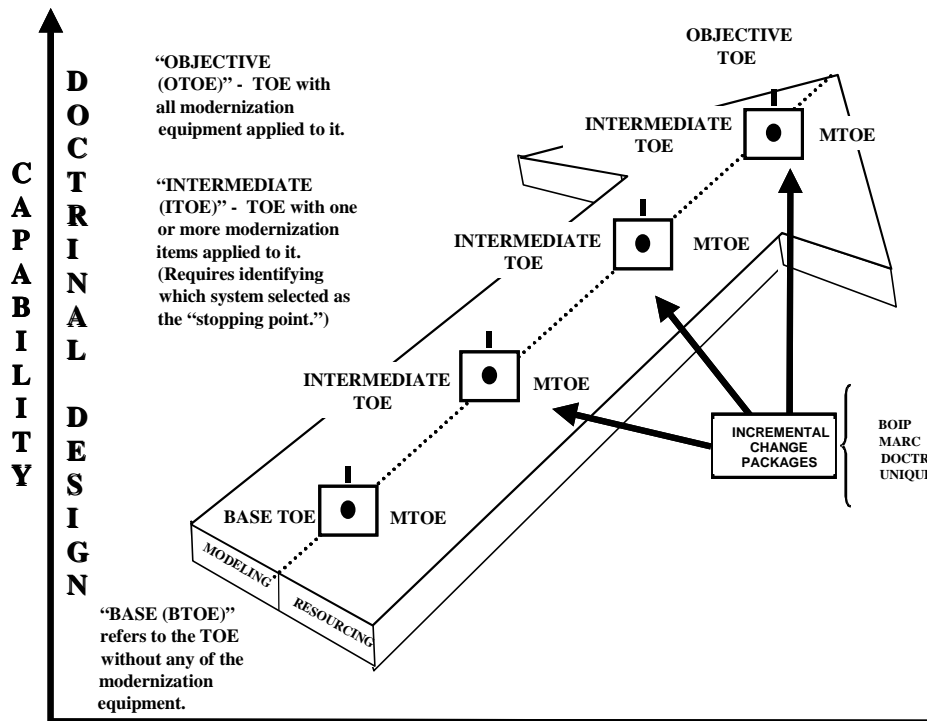 CAPABILITY
DOCTRINAL DESIGN
“OBJECTIVE
(OTOE)” - TOE with
all modernization
equipment applied to it.
“INTERMEDIATE
(ITOE)” - TOE with one
or more modernization
items applied to it.
(Requires identifying
which system selected as
the “stopping point.”)
“BASE (BTOE)”
refers to the TOE
without any of the
modernization
equipment.
OBJECTIVE
TOE
MTOE
INTERMEDIATE
TOE
INTERMEDIATE
TOE
MTOE
INTERMEDIATE
TOE
MTOE
BASE TOE
MTOE
MODELING
RESOURCING
INCREMENTAL
CHANGE
PACKAGES
BOIP
MARC
DOCTR
UNIQUE